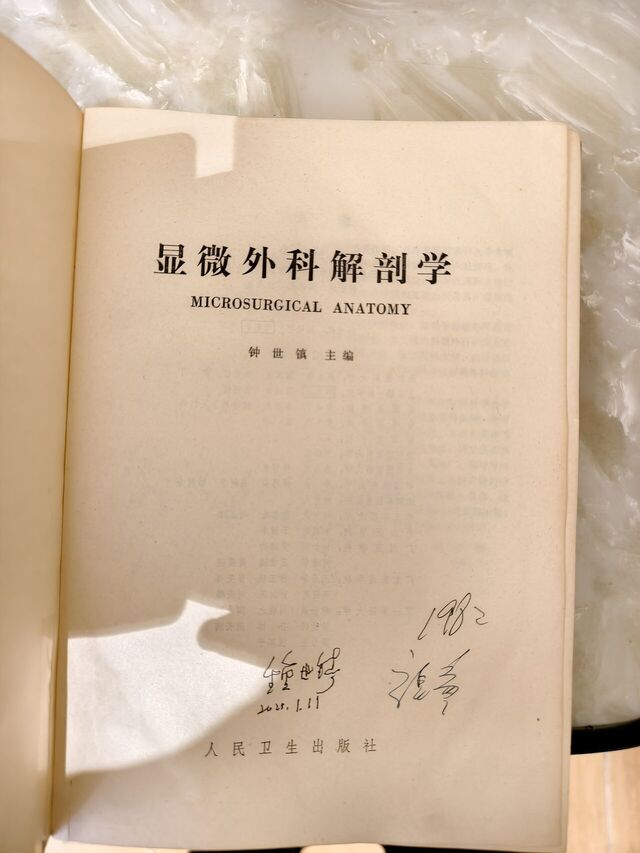 显微外科解剖学
MICROSURGICAL ANATOMY
钟世镇 主编
1982
钟世镇
2025.1.11
人民卫生出版社